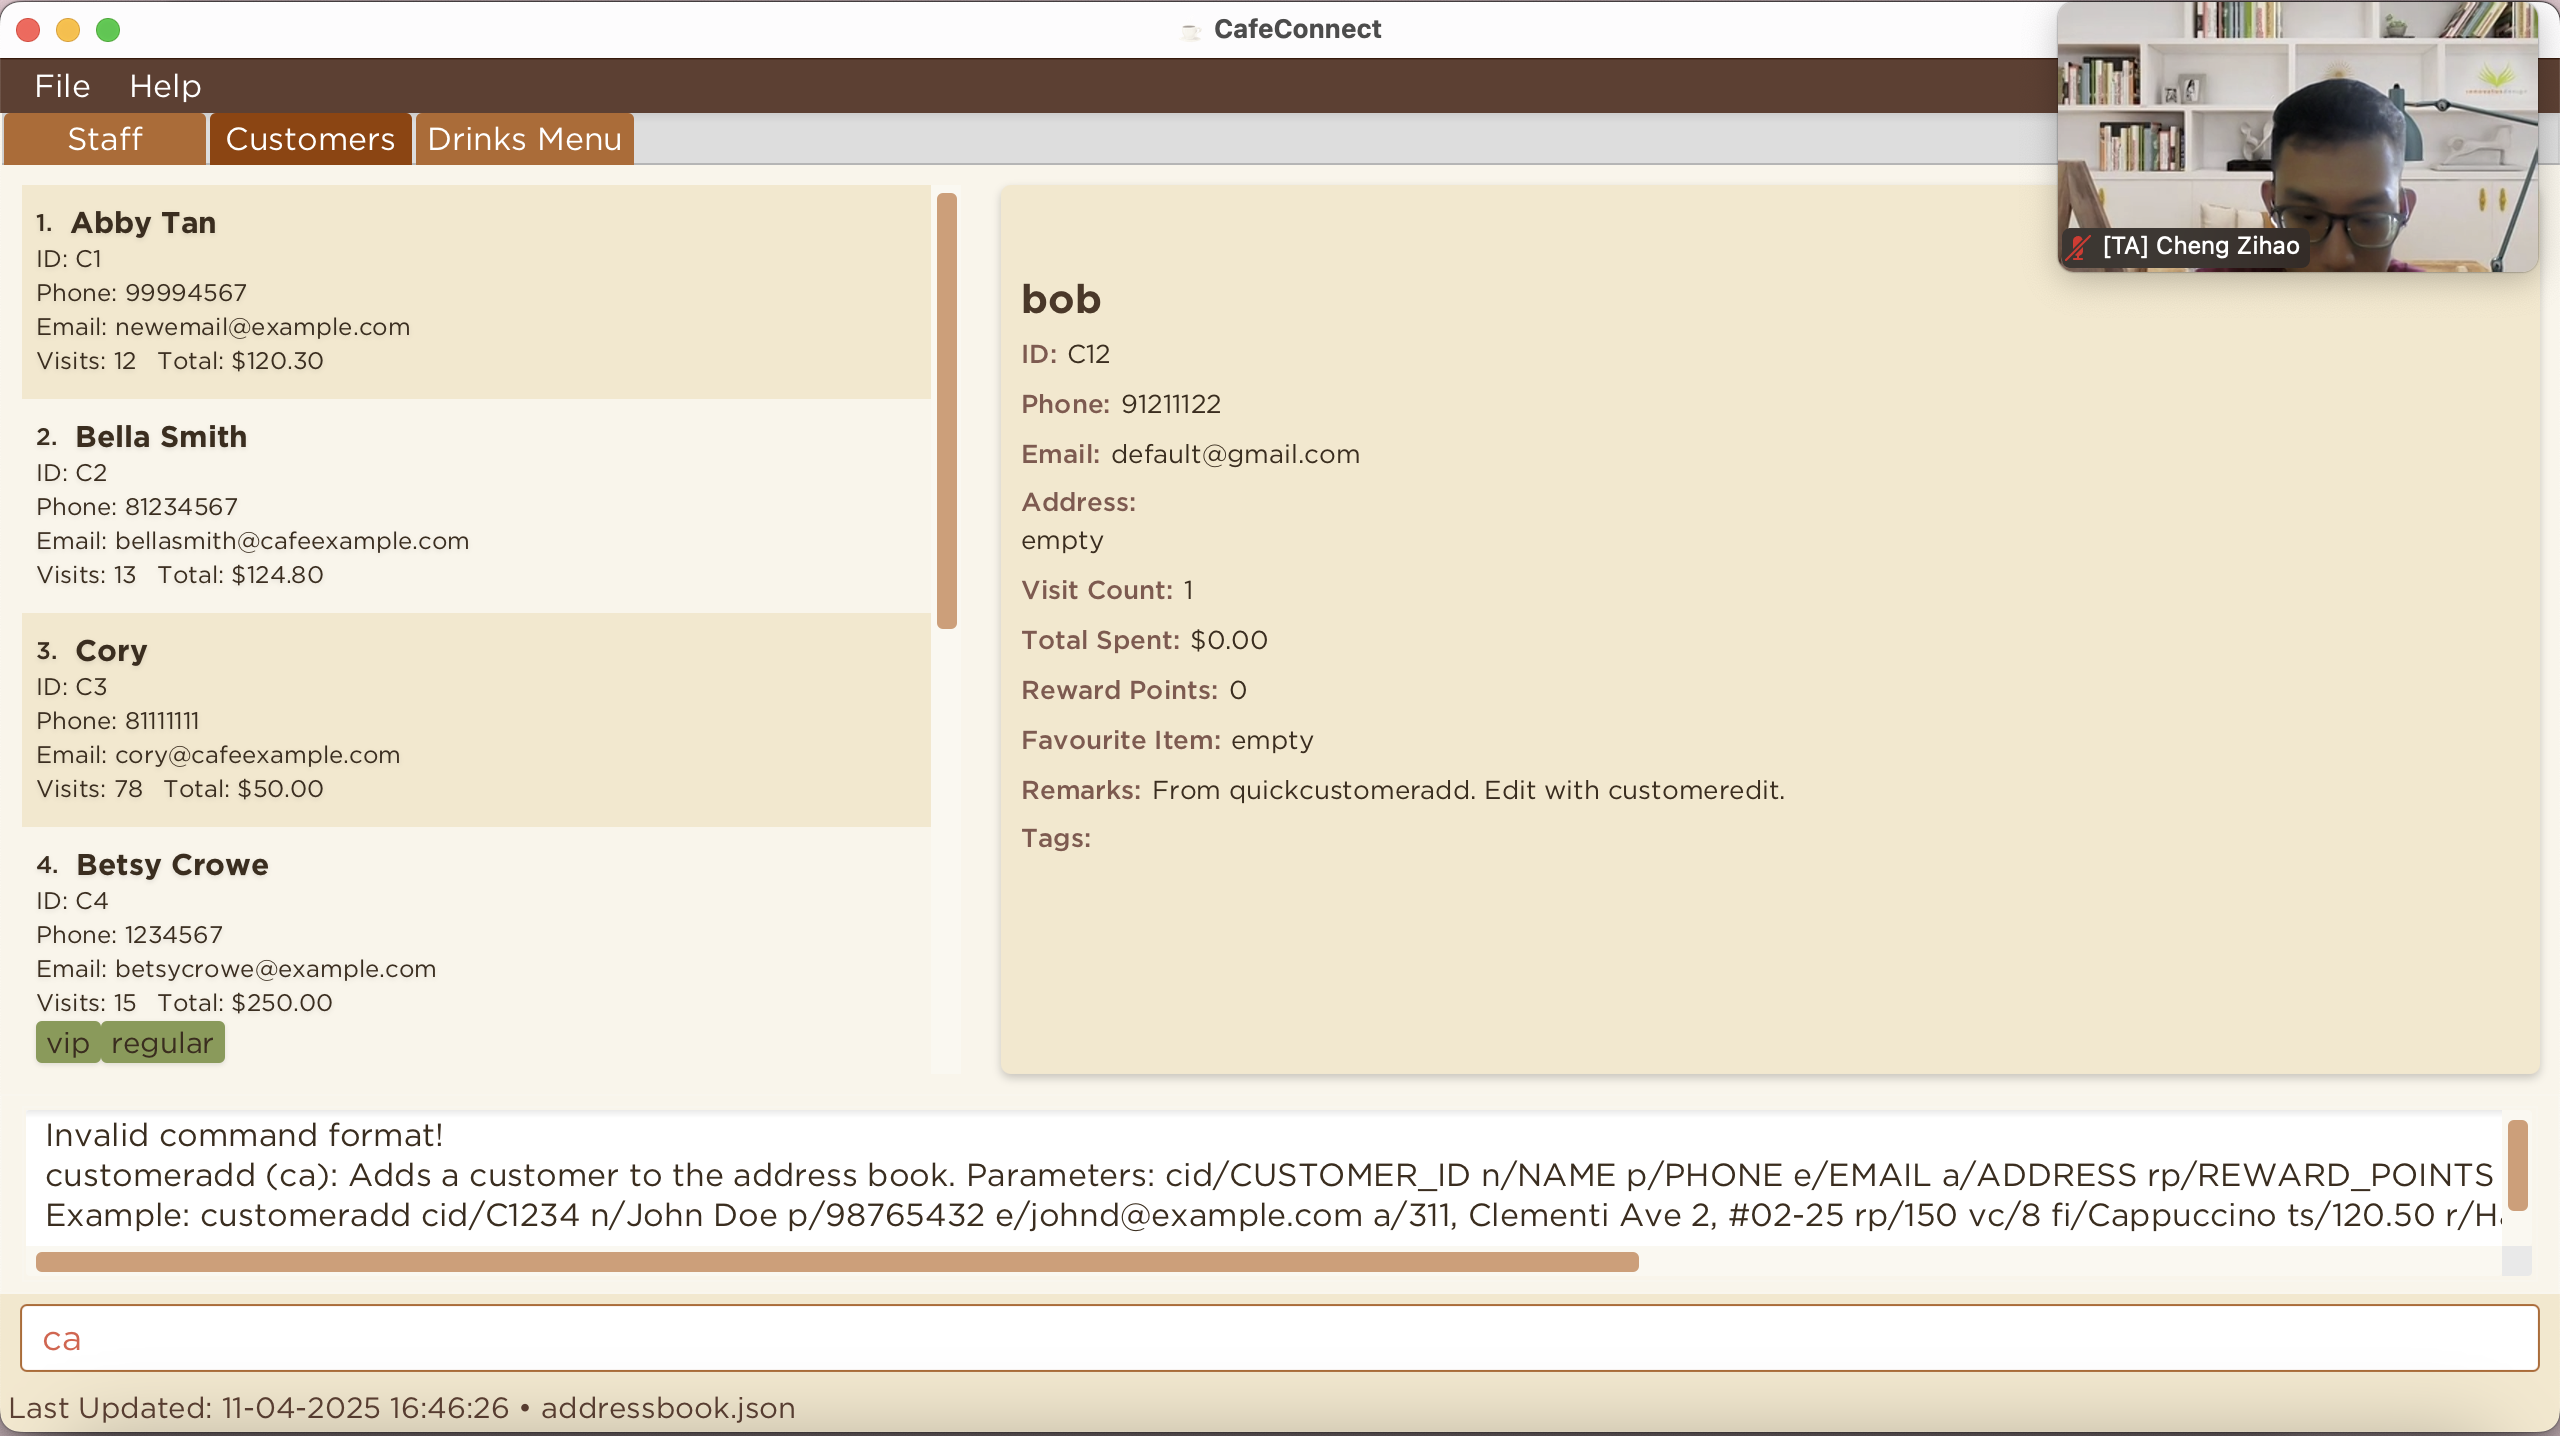 CafeConnect
File Help
Staff Customers Drinks Menu
1. Abby Tan
ID: C1
Phone: 99994567
Email: newemail@example.com
Visits: 12 Total: $120.30
2. Bella Smith
ID: C2
Phone: 81234567
Email: bellasmith@cafeexample.com
Visits: 13 Total: $124.80
3. Cory
ID: C3
Phone: 81111111
Email: cory@cafeexample.com
Visits: 78 Total: $50.00
4. Betsy Crowe
ID: C4
Phone: 1234567
Email: betsycrowe@example.com
Visits: 15 Total: $250.00
vip regular
bob
ID: C12
Phone: 91211122
Email: default@gmail.com
Address:
empty
Visit Count: 1
Total Spent: $0.00
Reward Points: 0
Favourite Item: empty
Remarks: From quickcustomeradd. Edit with customeredit.
Tags:
[TA] Cheng Zihao
Invalid command format!
customeradd (ca): Adds a customer to the address book. Parameters: cid/CUSTOMER_ID n/NAME p/PHONE e/EMAIL a/ADDRESS rp/REWARD_POINTS
Example: customeradd cid/C1234 n/John Doe p/98765432 e/johnd@example.com a/311, Clementi Ave 2, #02-25 rp/150 vc/8 fi/Cappuccino ts/120.50
ca
Last Updated: 11-04-2025 16:46:26 • addressbook.json